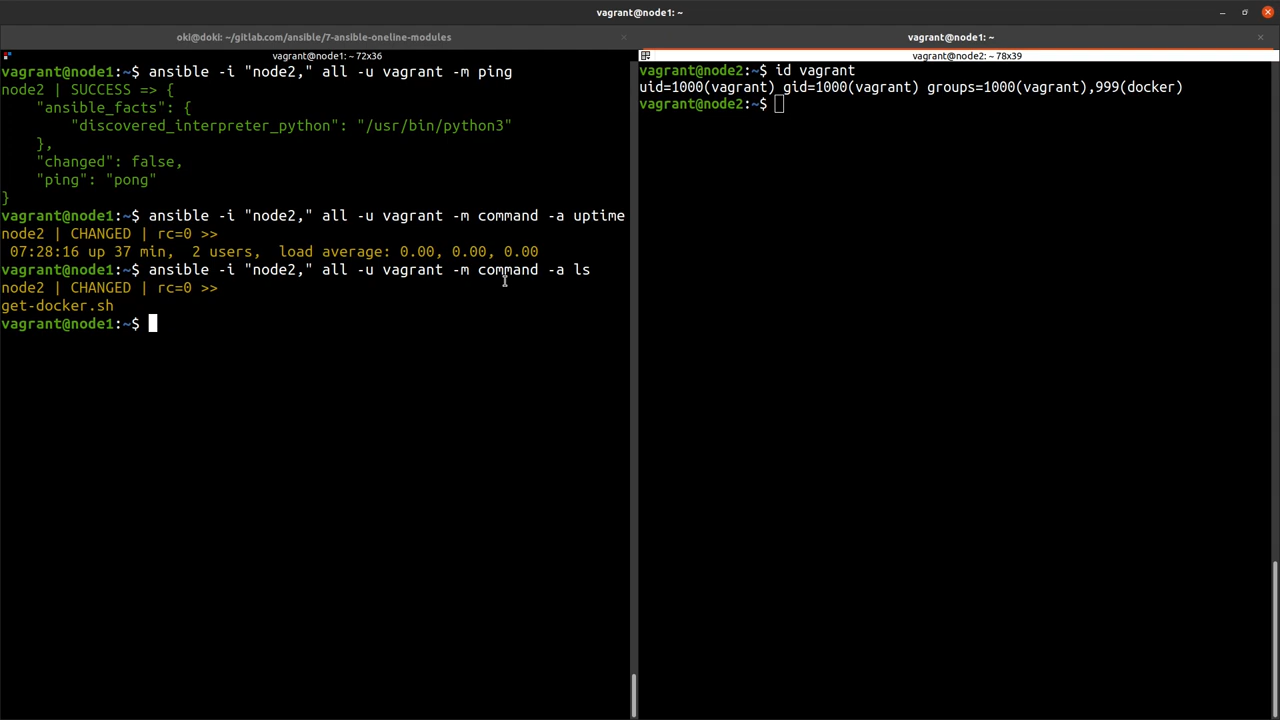 vagrant@node1: ~
oki@doki: ~/gitlab.com/ansible/7-ansible-oneline-modules
vagrant@node1: ~
vagrant@node1: ~ 72x36
vagrant@node1:~$ ansible -i "node2," all -u vagrant -m ping
node2 | SUCCESS => {
    "ansible_facts": {
        "discovered_interpreter_python": "/usr/bin/python3"
    },
    "changed": false,
    "ping": "pong"
}
vagrant@node1:~$ ansible -i "node2," all -u vagrant -m command -a uptime
node2 | CHANGED | rc=0 >>
 07:28:16 up 37 min,  2 users,  load average: 0.00, 0.00, 0.00
vagrant@node1:~$ ansible -i "node2," all -u vagrant -m command -a ls
node2 | CHANGED | rc=0 >>
get-docker.sh
vagrant@node1:~$
vagrant@node2: ~ 78x39
vagrant@node2:~$ id vagrant
uid=1000(vagrant) gid=1000(vagrant) groups=1000(vagrant),999(docker)
vagrant@node2:~$